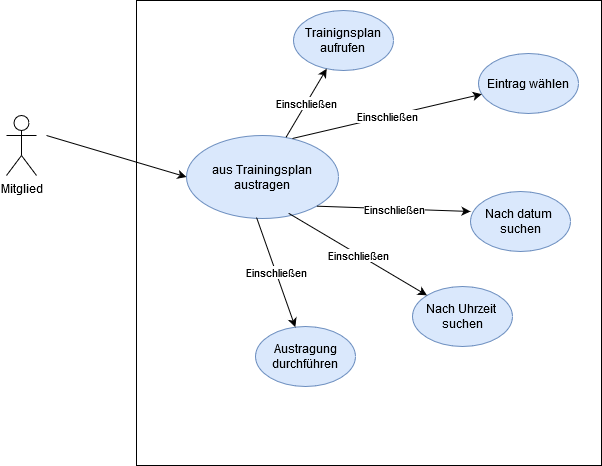 Trainignsplan
aufrufen
Eintrag wählen
Einschließen
Einschließen
Mitglied
aus Trainingsplan
austragen
Einschließen
Nach datum
suchen
Einschließen
Einschließen
Nach Uhrzeit
suchen
Austragung
durchführen